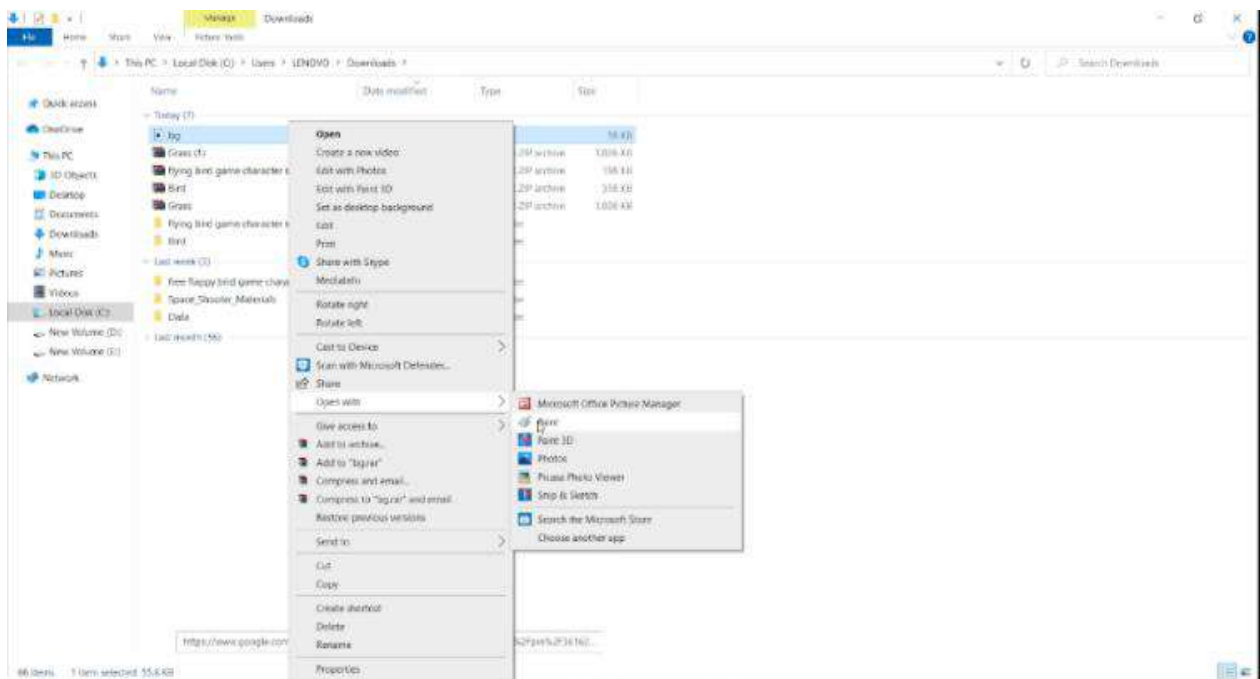 Manage
Downloads
File
Home
Share
View
Picture Tools
This PC
Local Disk (C:)
Users
LENOVO
Downloads
Search Downloads
Name
Date modified
Type
Size
Quick access
OneDrive
This PC
3D Objects
Desktop
Documents
Downloads
Music
Pictures
Videos
Local Disk (C:)
New Volume (D:)
New Volume (E:)
Network
Today (7)
bg
Grass
flying bird game character
ZIP archive
Bird
ZIP archive
Grass
ZIP archive
flying bird game character
Bird
Last week (3)
free flappy bird game
Space_Shooter_Materials
Data
Last month (56)
Open
Create a new video
Edit with Photos
Edit with Paint 3D
Set as desktop background
Edit
Print
Share with Skype
MediaInfo
Rotate right
Rotate left
Cast to Device
Scan with Microsoft Defender...
Share
Open with
Give access to
Add to archive...
Add to "bg.rar"
Compress and email...
Compress to "bg.rar" and email
Restore previous versions
Send to
Cut
Copy
Create shortcut
Delete
Rename
Properties
Microsoft Office Picture Manager
Paint
Paint 3D
Photos
Picasa Photo Viewer
Snip & Sketch
Search the Microsoft Store
Choose another app
66 items
1 item selected 55.6 KB